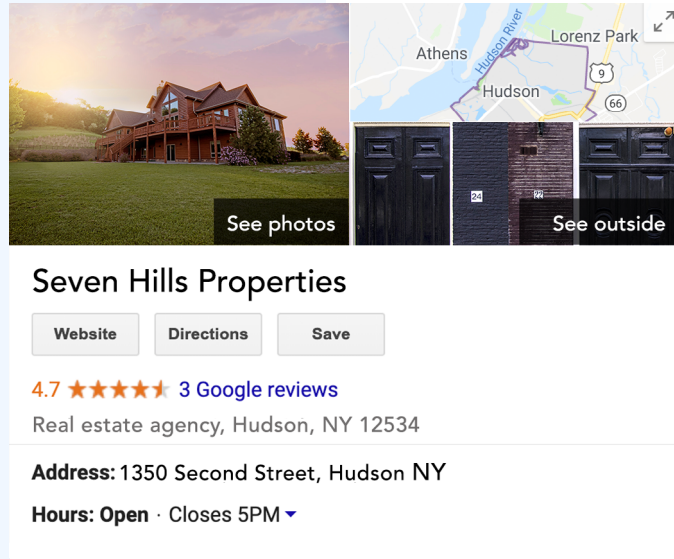 Hudson River
Lorenz Park
Athens
Hudson
9
66
24
22
See photos
See outside
Seven Hills Properties
Website
Directions
Save
4.7
3 Google reviews
Real estate agency, Hudson, NY 12534
Address: 1350 Second Street, Hudson NY
Hours: Open · Closes 5PM